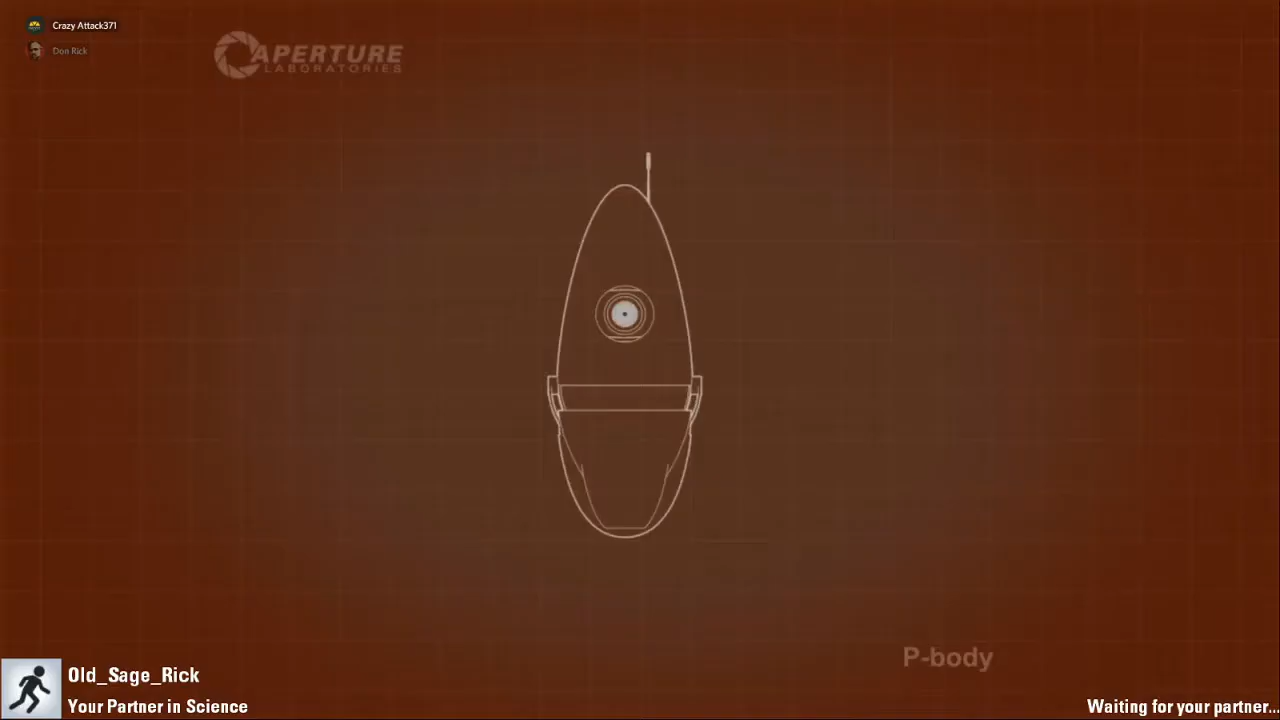 Crazy Attack371
Don Rick
APERTURE
LABORATORIES
P-body
Old_Sage_Rick
Your Partner in Science
Waiting for your partner...